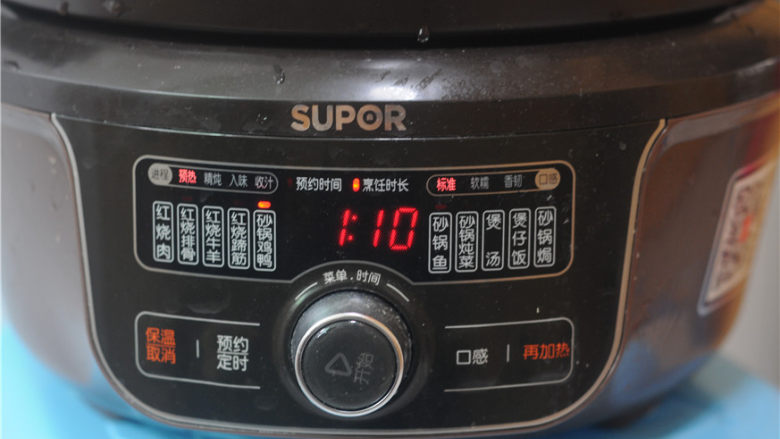 SUPOR
进程 预热 精炖 入味 收汁
预约时间 烹饪时长
标准 软糯 香韧 口感
红烧肉
红烧排骨
红烧牛羊
红烧蹄筋
砂锅鸡鸭
1:10
砂锅鱼
砂锅炖菜
煲汤
煲仔饭
砂锅焗
菜单·时间
保温
取消
预约
定时
开始
口感
再加热